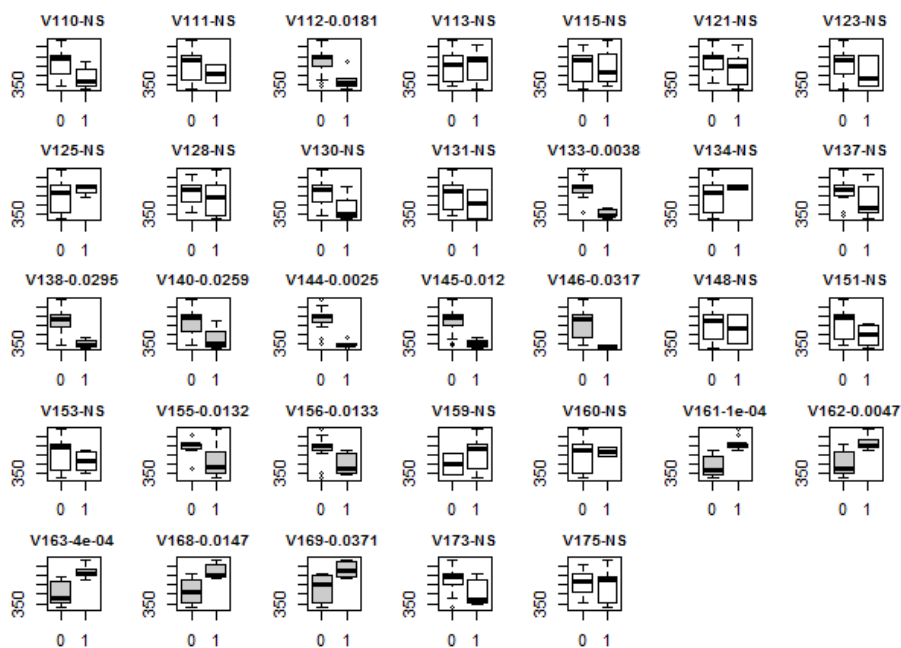 V110-NS V111-NS V112-0.0181 V113-NS V115-NS V121-NS V123-NS
350 350 350 350 350 350 350
0 1 0 1 0 1 0 1 0 1 0 1 0 1
V125-NS V128-NS V130-NS V131-NS V133-0.0038 V134-NS V137-NS
350 350 350 350 350 350 350
0 1 0 1 0 1 0 1 0 1 0 1 0 1
V138-0.0295 V140-0.0259 V144-0.0025 V145-0.012 V146-0.0317 V148-NS V151-NS
350 350 350 350 350 350 350
0 1 0 1 0 1 0 1 0 1 0 1 0 1
V153-NS V155-0.0132 V156-0.0133 V159-NS V160-NS V161-1e-04 V162-0.0047
350 350 350 350 350 350 350
0 1 0 1 0 1 0 1 0 1 0 1 0 1
V163-4e-04 V168-0.0147 V169-0.0371 V173-NS V175-NS
350 350 350 350 350
0 1 0 1 0 1 0 1 0 1